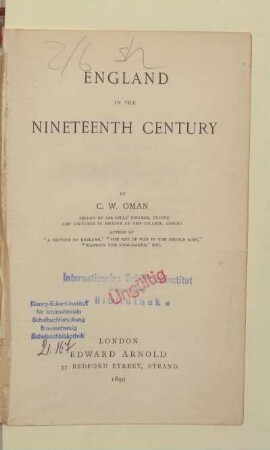 2/6
ENGLAND
IN THE
NINETEENTH CENTURY
BY
C. W. OMAN
FELLOW OF ALL SOULS' COLLEGE, OXFORD
AND LECTURER IN HISTORY AT NEW COLLEGE, OXFORD
AUTHOR OF
"A HISTORY OF ENGLAND," "THE ART OF WAR IN THE MIDDLE AGES,"
"WARWICK THE KINGMAKER," ETC.
Internationales Institut
Ungültig
Bibliothek
Georg-Eckert-Institut
für internationale
Schulbuchforschung
Braunschweig
Schulbuchbibliothek
LONDON
EDWARD ARNOLD
37 BEDFORD STREET, STRAND